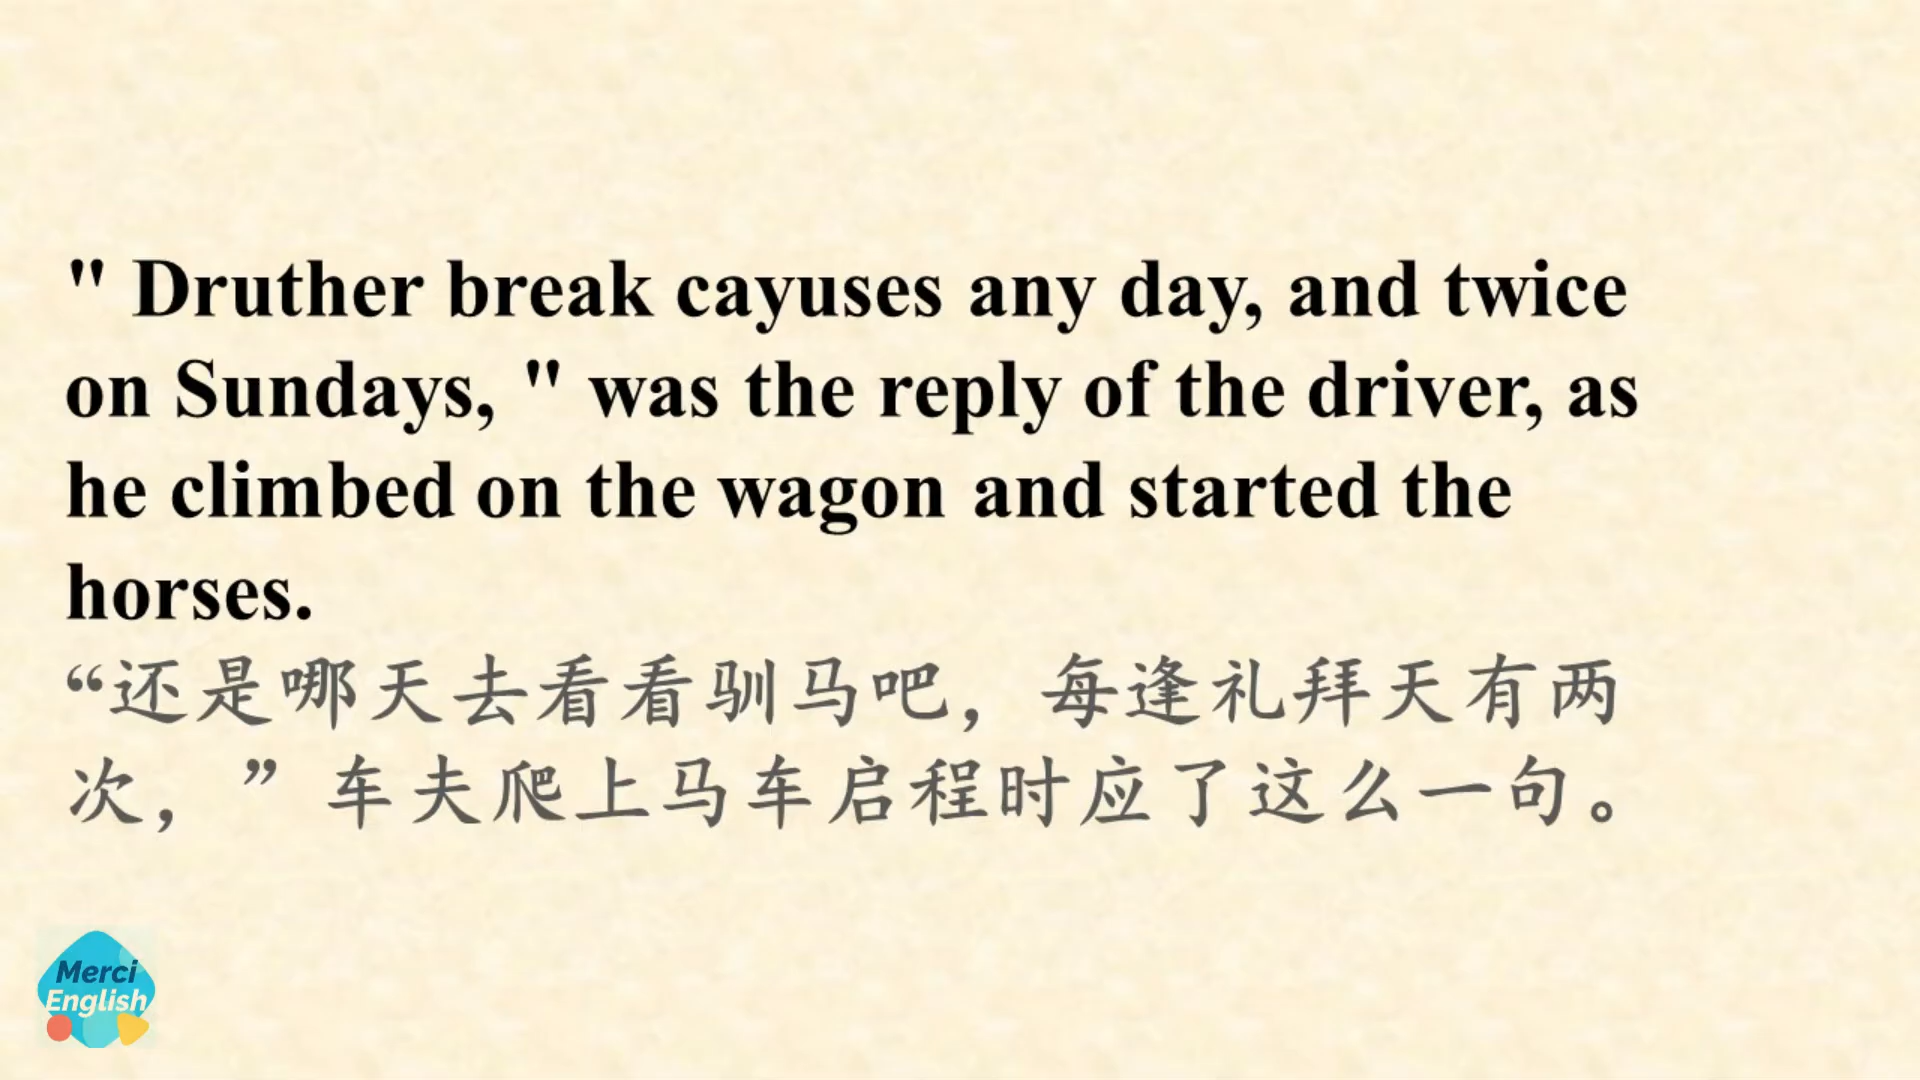 " Druther break cayuses any day, and twice
on Sundays, " was the reply of the driver, as
he climbed on the wagon and started the
horses.
“还是哪天去看看驯马吧，每逢礼拜天有两
次，”车夫爬上马车启程时应了这么一句。
Merci
English